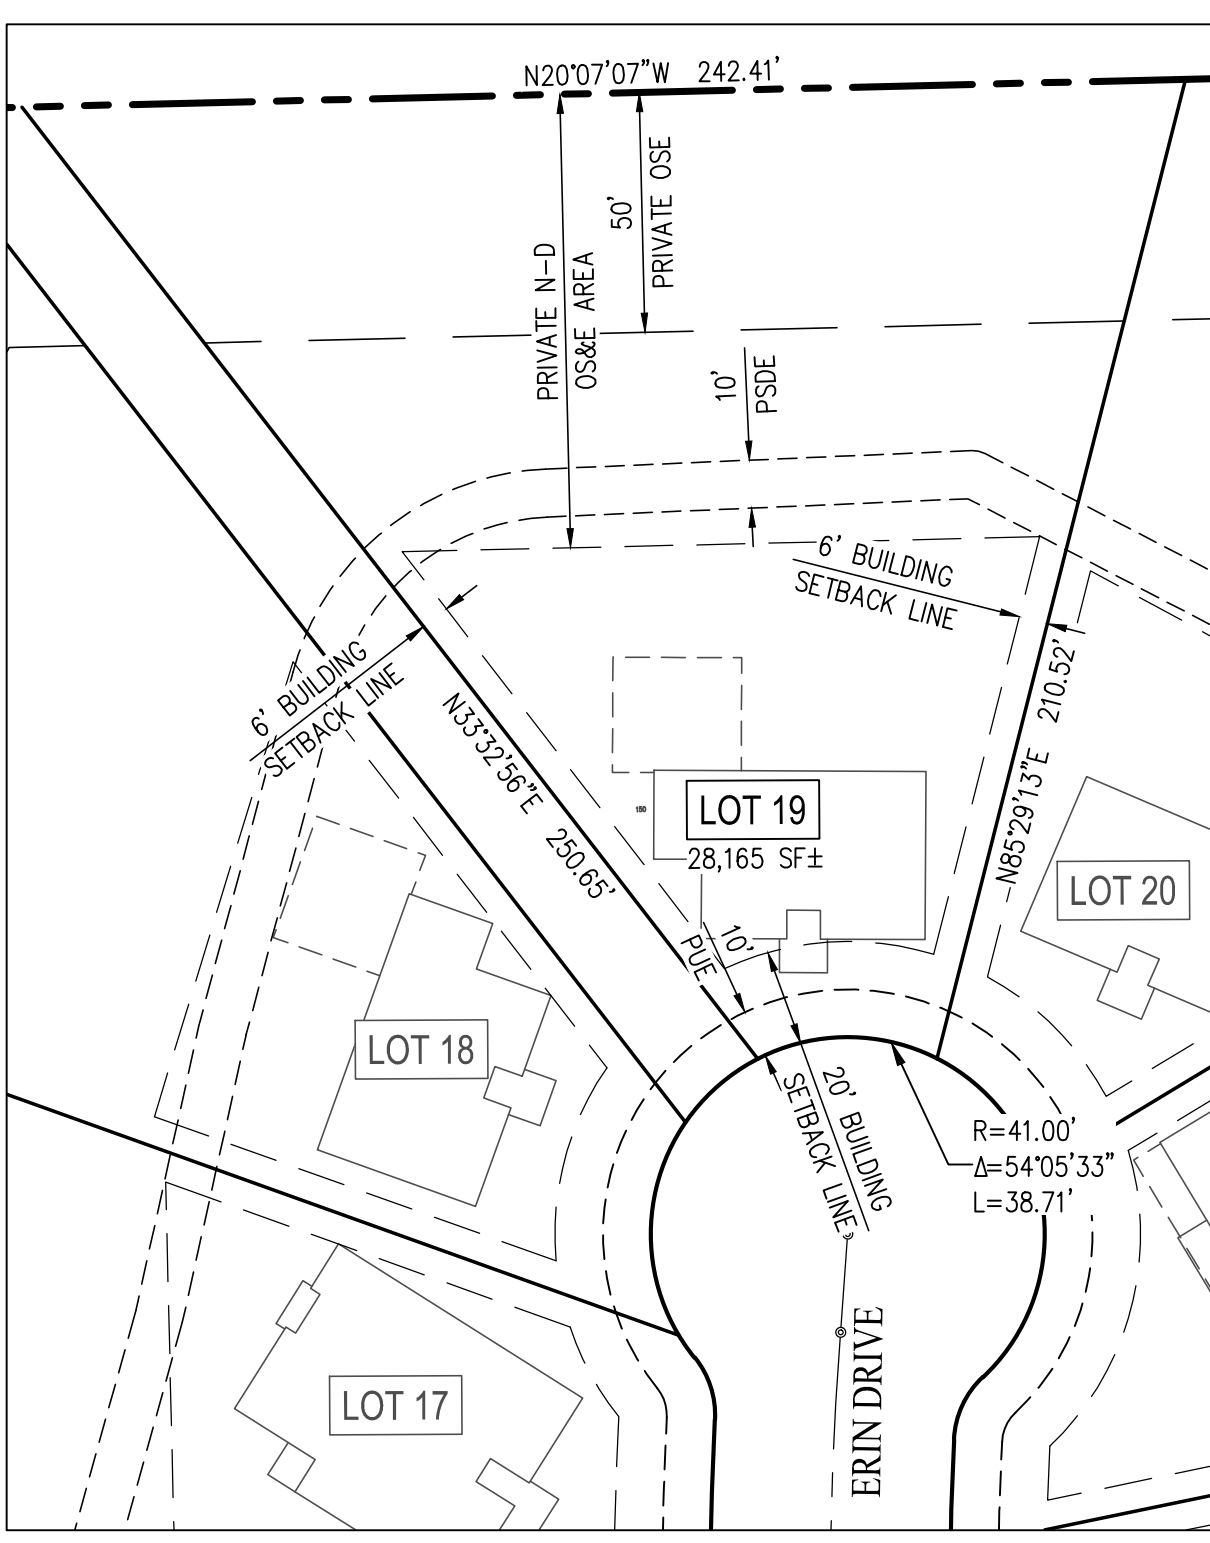 N20°07'07"W 242.41'
50'
PRIVATE OSE
PRIVATE N-D
OS&E AREA
10'
PSDE
6' BUILDING
SETBACK LINE
6' BUILDING
SETBACK LINE
N33°32'56"E 250.65'
N85°29'13"E 210.52'
LOT 19
28,165 SF±
150
LOT 20
10'
PUE
LOT 18
20' BUILDING
SETBACK LINE
R=41.00'
Δ=54°05'33"
L=38.71'
LOT 17
ERIN DRIVE